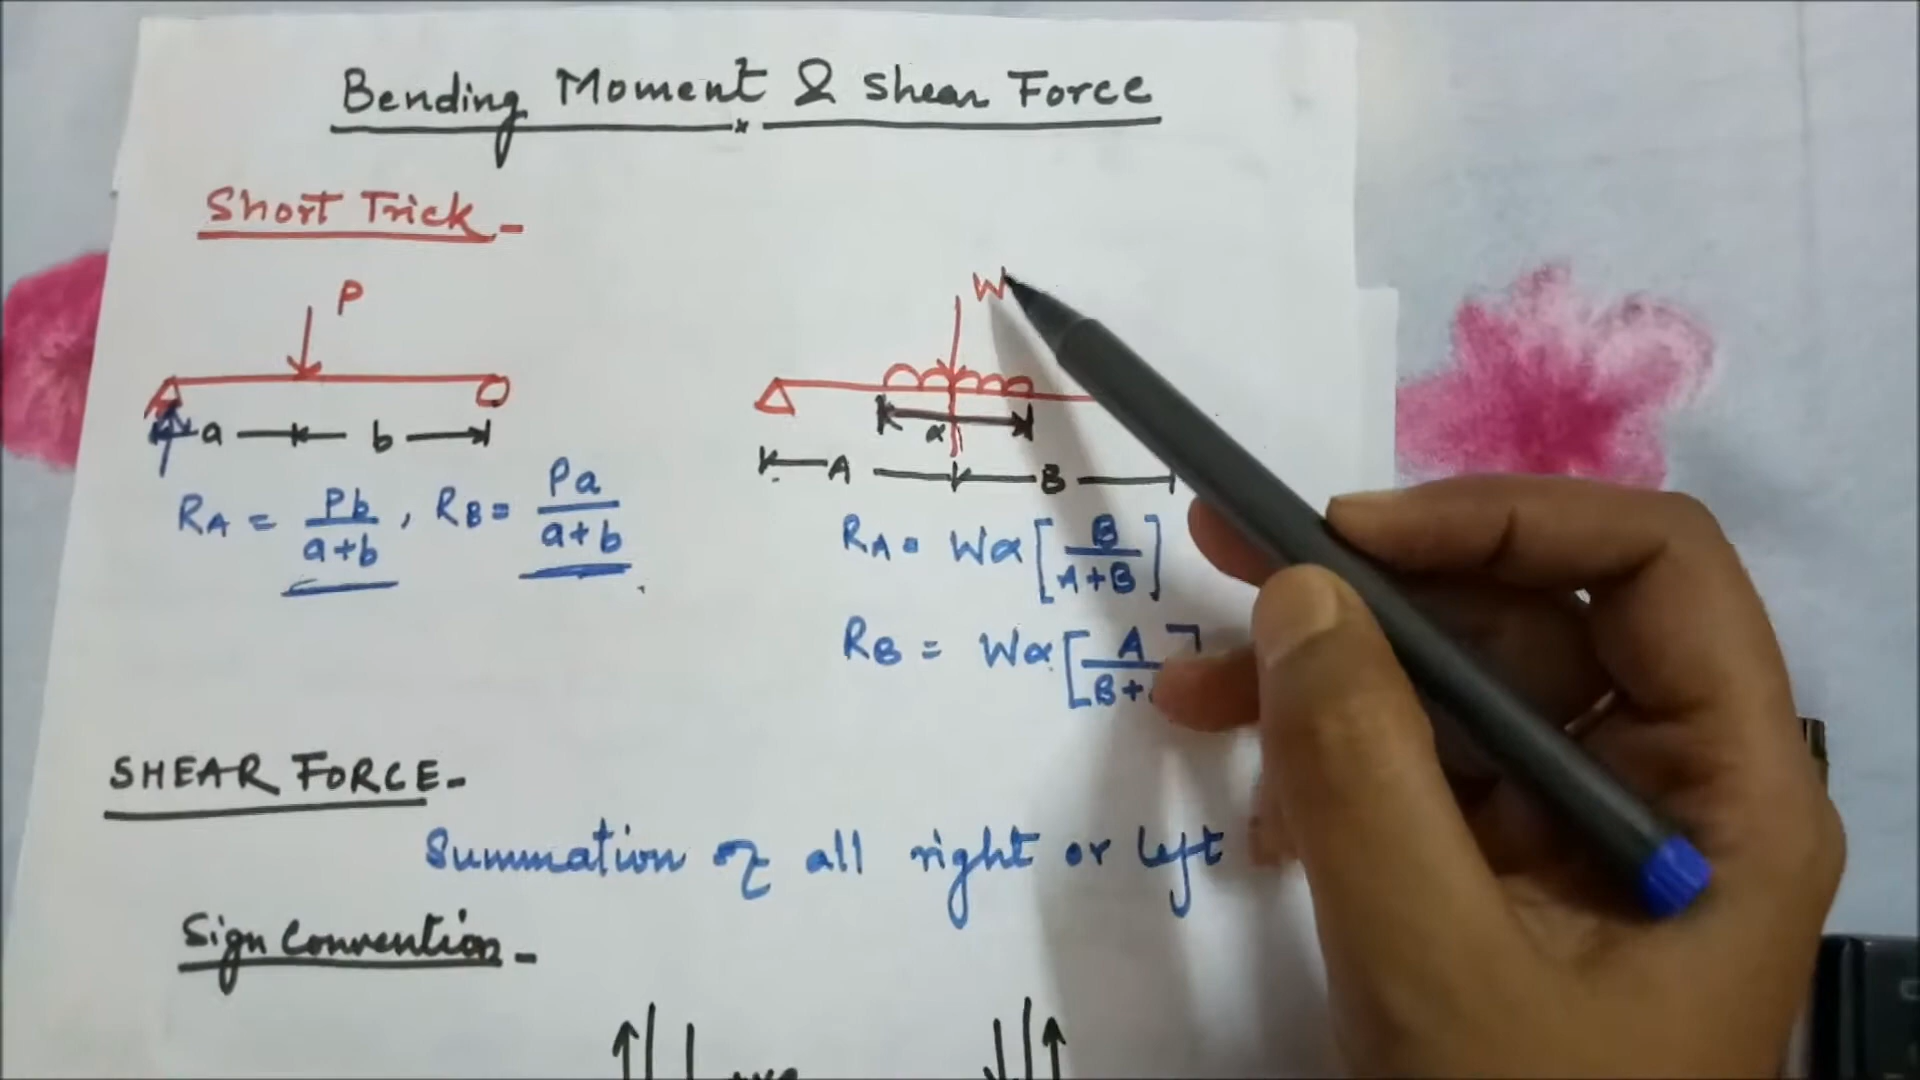 Bending Moment & Shear Force
Short Trick -
P
a b
RA = Pb/a+b , RB = Pa/a+b
W
α
A B
RA = Wα [B/A+B]
RB = Wα [A/B+
SHEAR FORCE -
Summation of all right or left
Sign Convention -